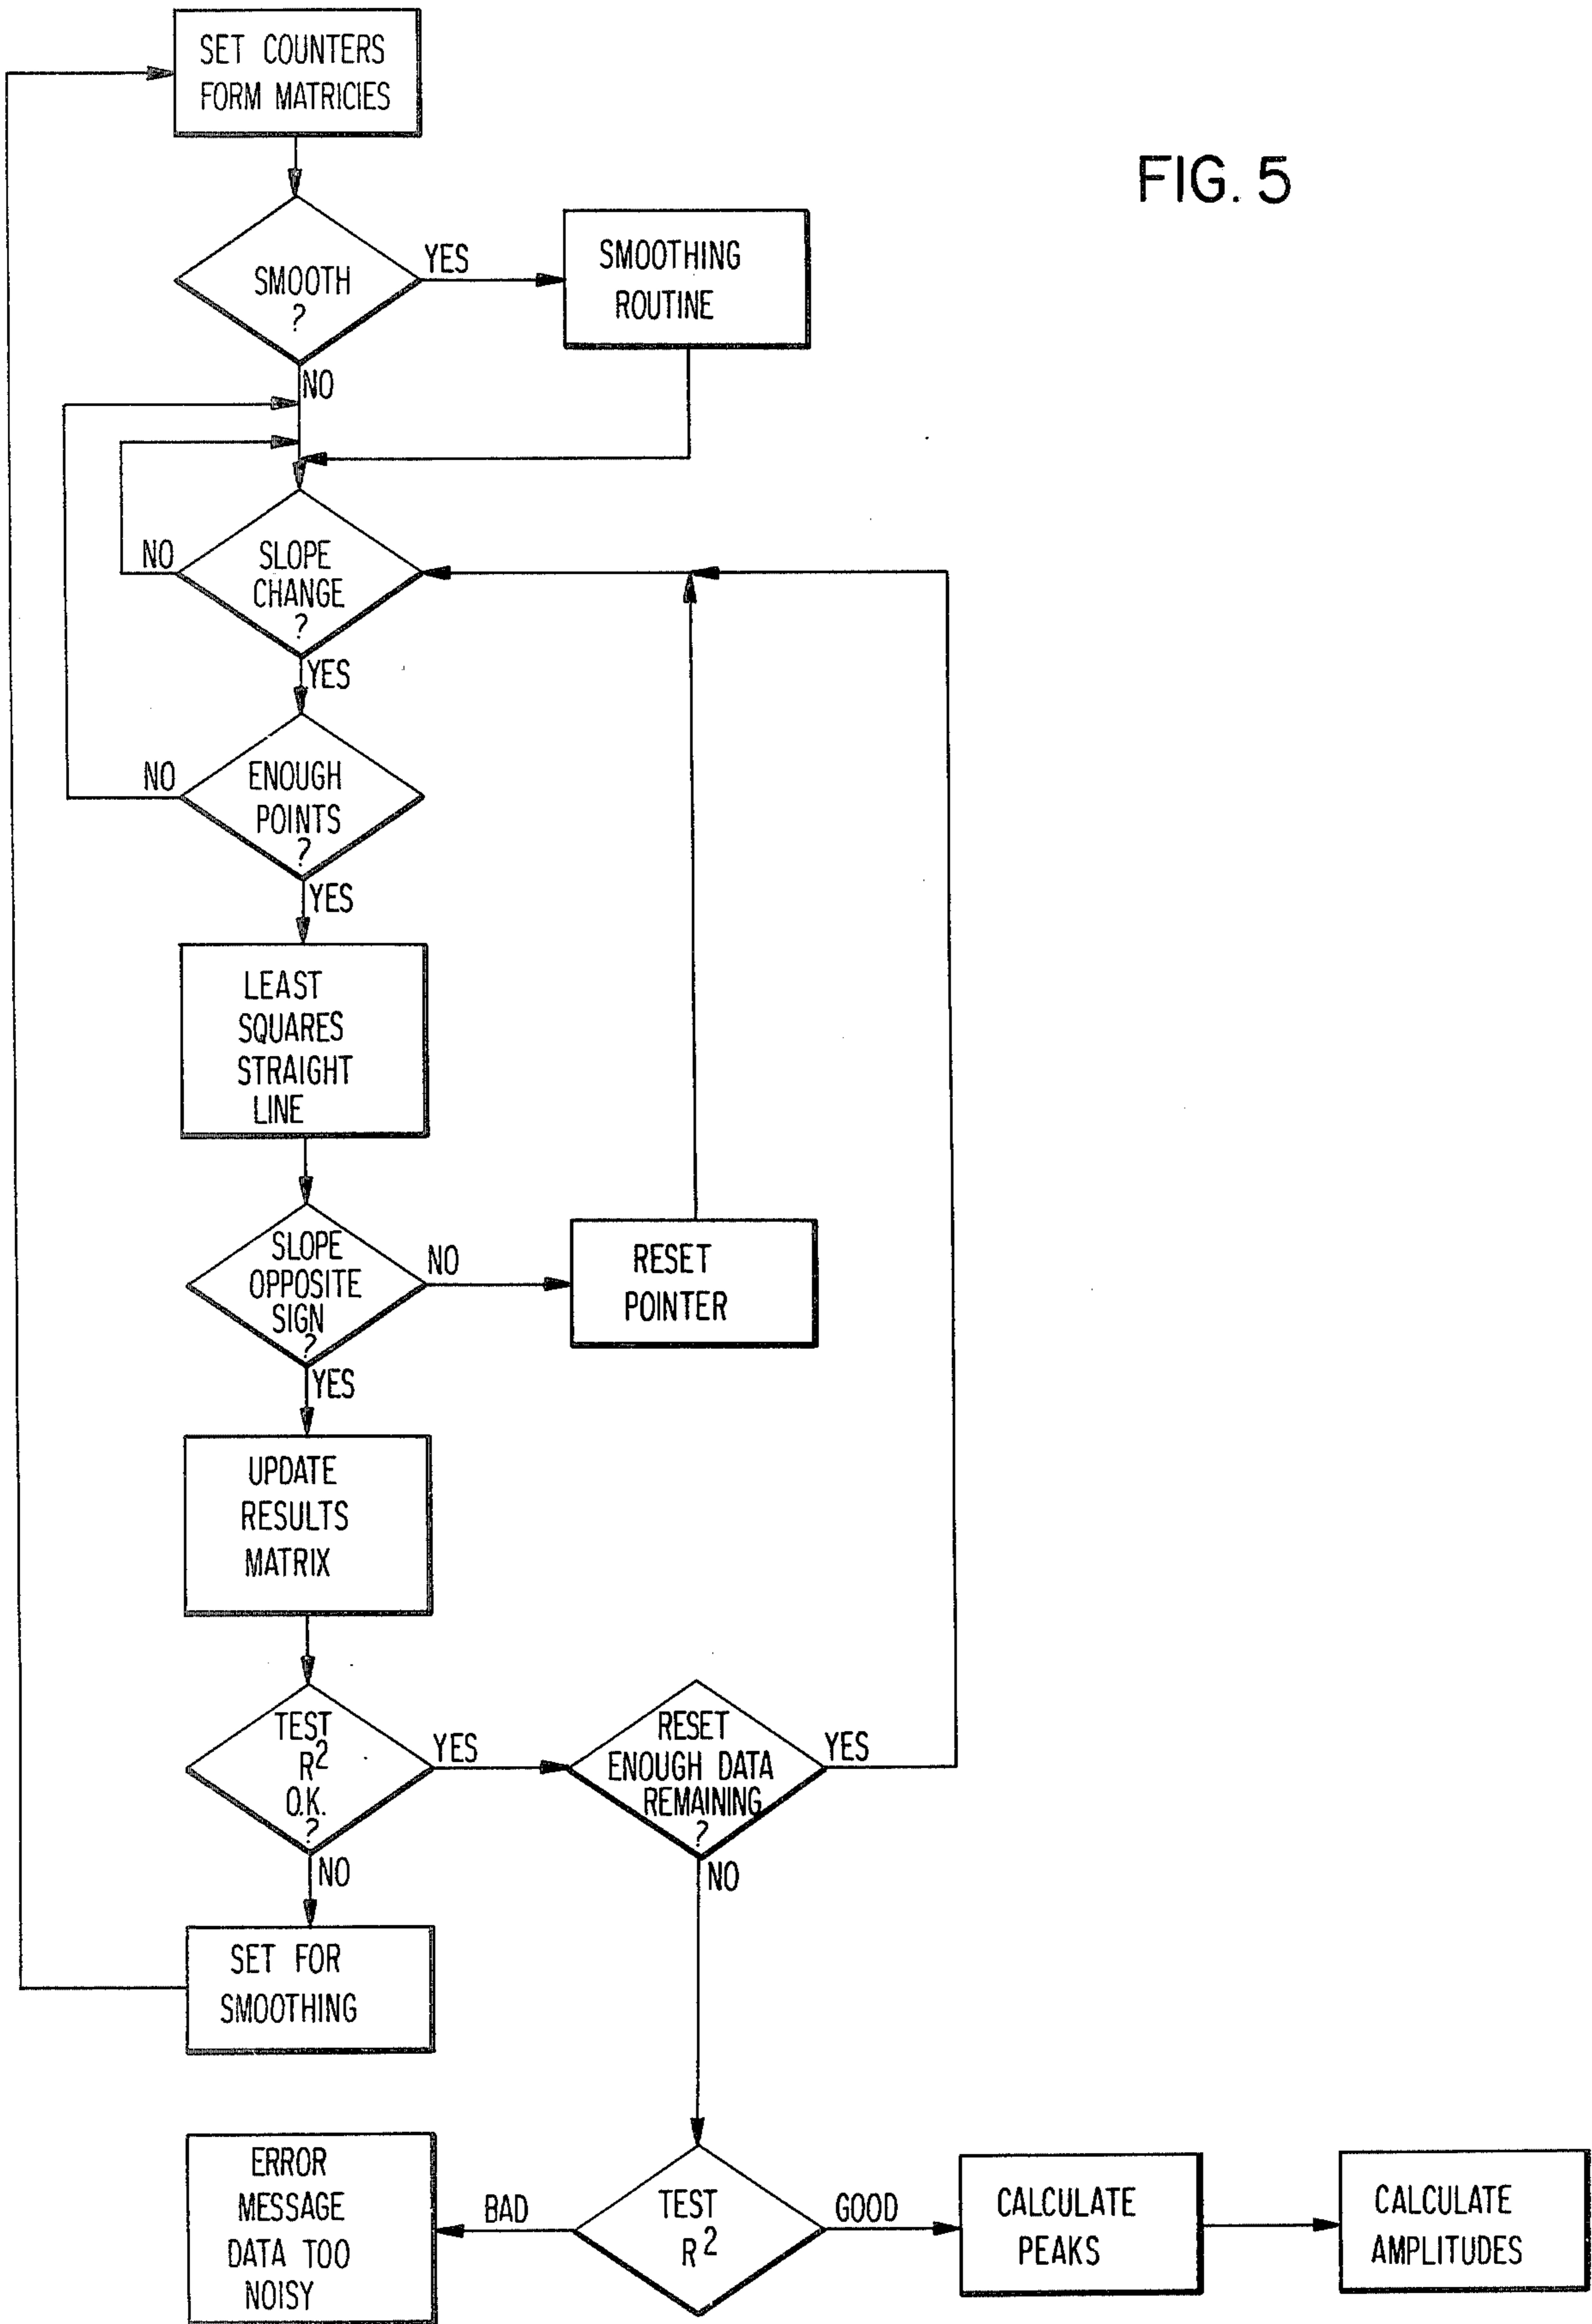 SET COUNTERS
FORM MATRICIES
FIG. 5
SMOOTH
?
YES
SMOOTHING
ROUTINE
NO
NO
SLOPE
CHANGE
?
YES
NO
ENOUGH
POINTS
?
YES
LEAST
SQUARES
STRAIGHT
LINE
SLOPE
OPPOSITE
SIGN
?
NO
RESET
POINTER
YES
UPDATE
RESULTS
MATRIX
TEST
R²
O.K.
?
YES
RESET
ENOUGH DATA
REMAINING
?
YES
NO
NO
SET FOR
SMOOTHING
ERROR
MESSAGE
DATA TOO
NOISY
BAD
TEST
R²
GOOD
CALCULATE
PEAKS
CALCULATE
AMPLITUDES